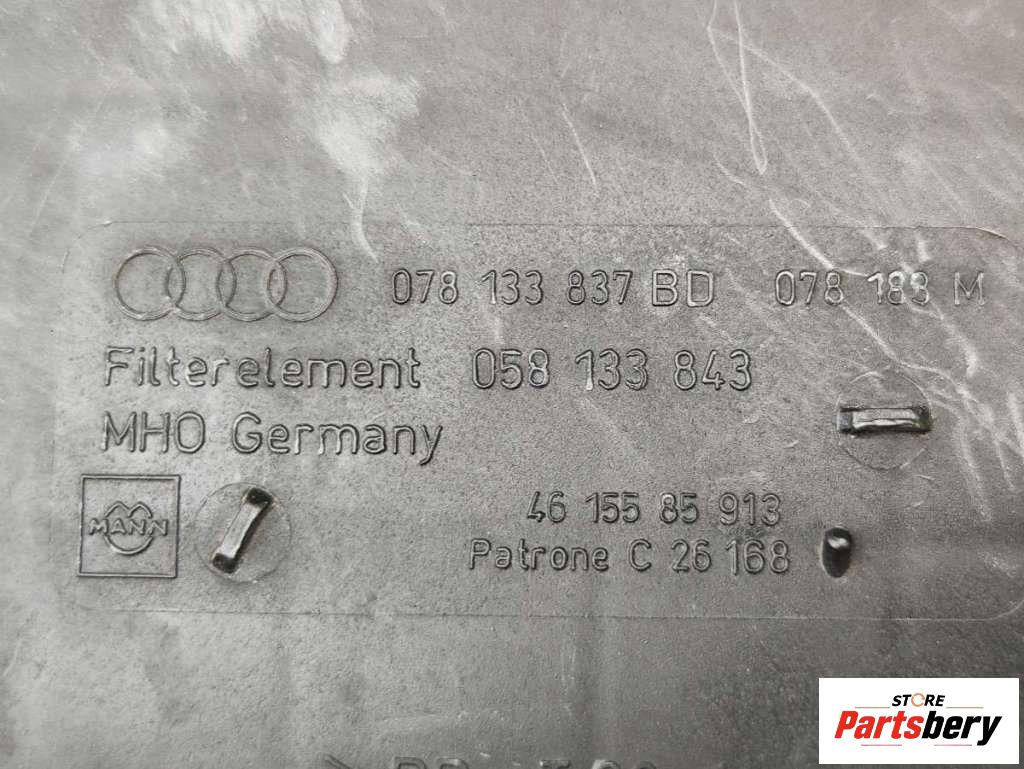 078 133 837 BD 078 183 M
Filterelement 058 133 843
MHO Germany
MANN
46 155 85 913
Patrone C 26 168
STORE
Partsbery